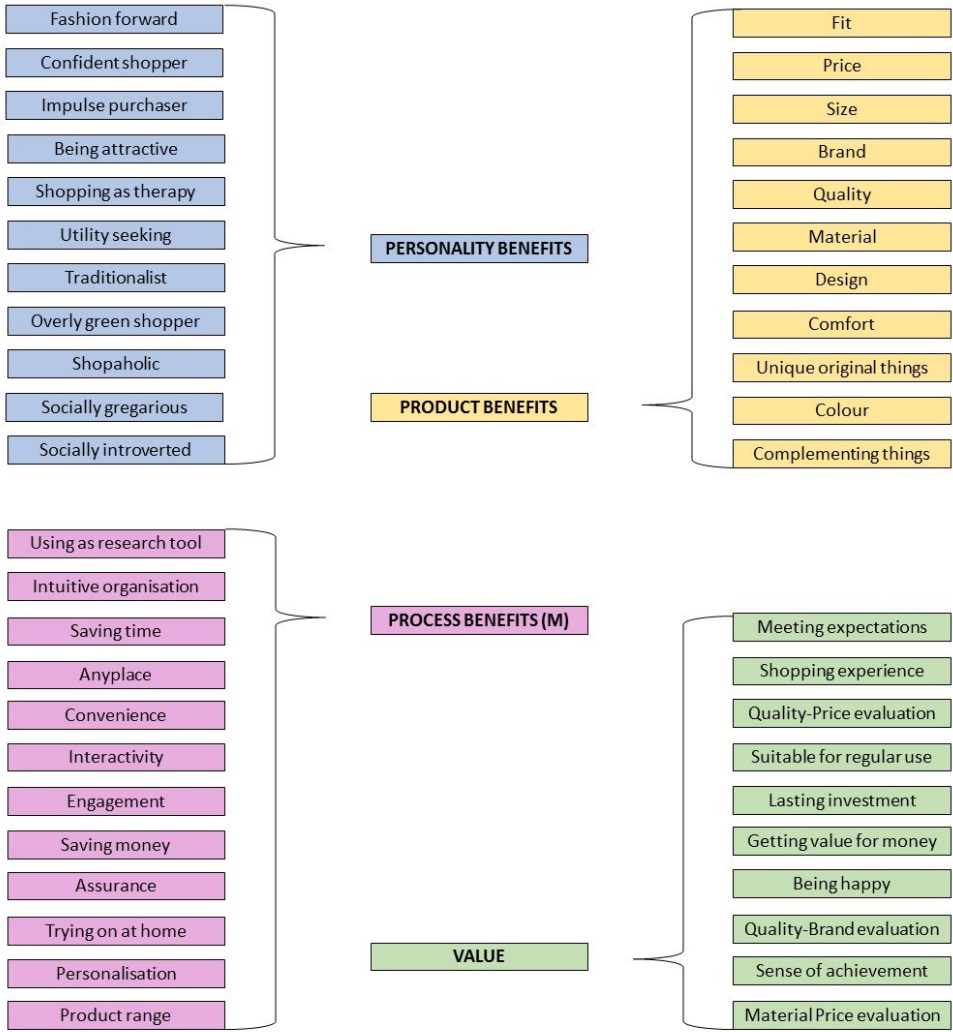 Fashion forward
Confident shopper
Impulse purchaser
Being attractive
Shopping as therapy
Utility seeking
Traditionalist
Overly green shopper
Shopaholic
Socially gregarious
Socially introverted
PERSONALITY BENEFITS
PRODUCT BENEFITS
Fit
Price
Size
Brand
Quality
Material
Design
Comfort
Unique original things
Colour
Complementing things
Using as research tool
Intuitive organisation
Saving time
Anyplace
Convenience
Interactivity
Engagement
Saving money
Assurance
Trying on at home
Personalisation
Product range
PROCESS BENEFITS (M)
VALUE
Meeting expectations
Shopping experience
Quality-Price evaluation
Suitable for regular use
Lasting investment
Getting value for money
Being happy
Quality-Brand evaluation
Sense of achievement
Material Price evaluation